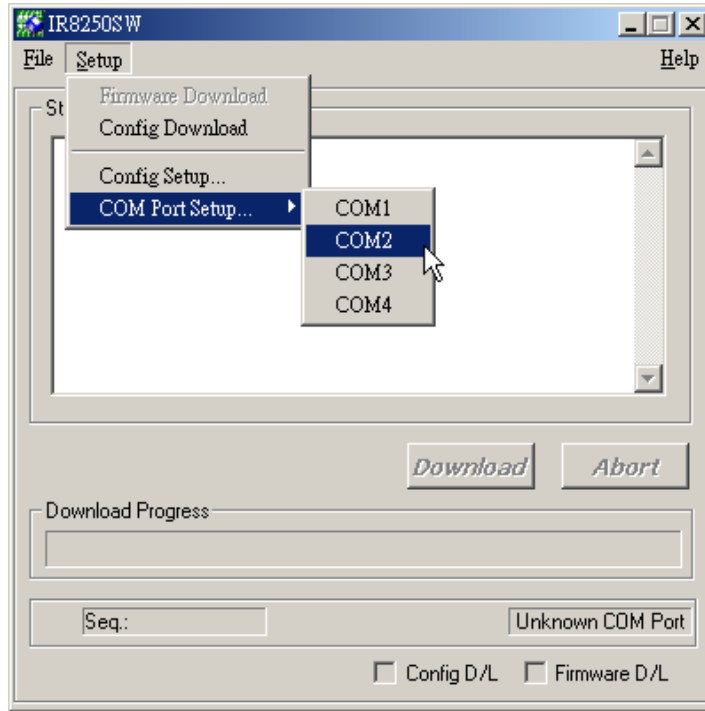 IR8250SW
File Setup Help
Firmware Download
St
Config Download
Config Setup...
COM Port Setup...
COM1
COM2
COM3
COM4
Download Abort
Download Progress
Seq.: Unknown COM Port
Config D/L Firmware D/L